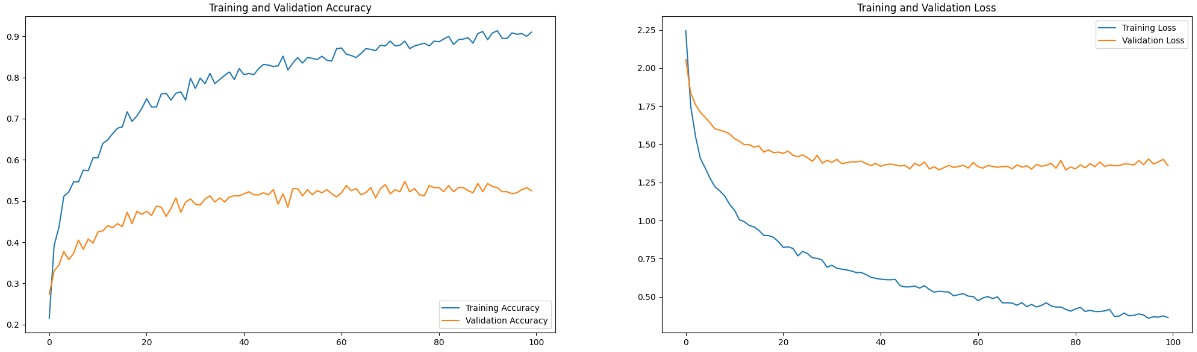 Training and Validation Accuracy
0.9
0.8
0.7
0.6
0.5
0.4
0.3
0.2
0 20 40 60 80 100
Training Accuracy
Validation Accuracy
Training and Validation Loss
2.25
2.00
1.75
1.50
1.25
1.00
0.75
0.50
0 20 40 60 80 100
Training Loss
Validation Loss